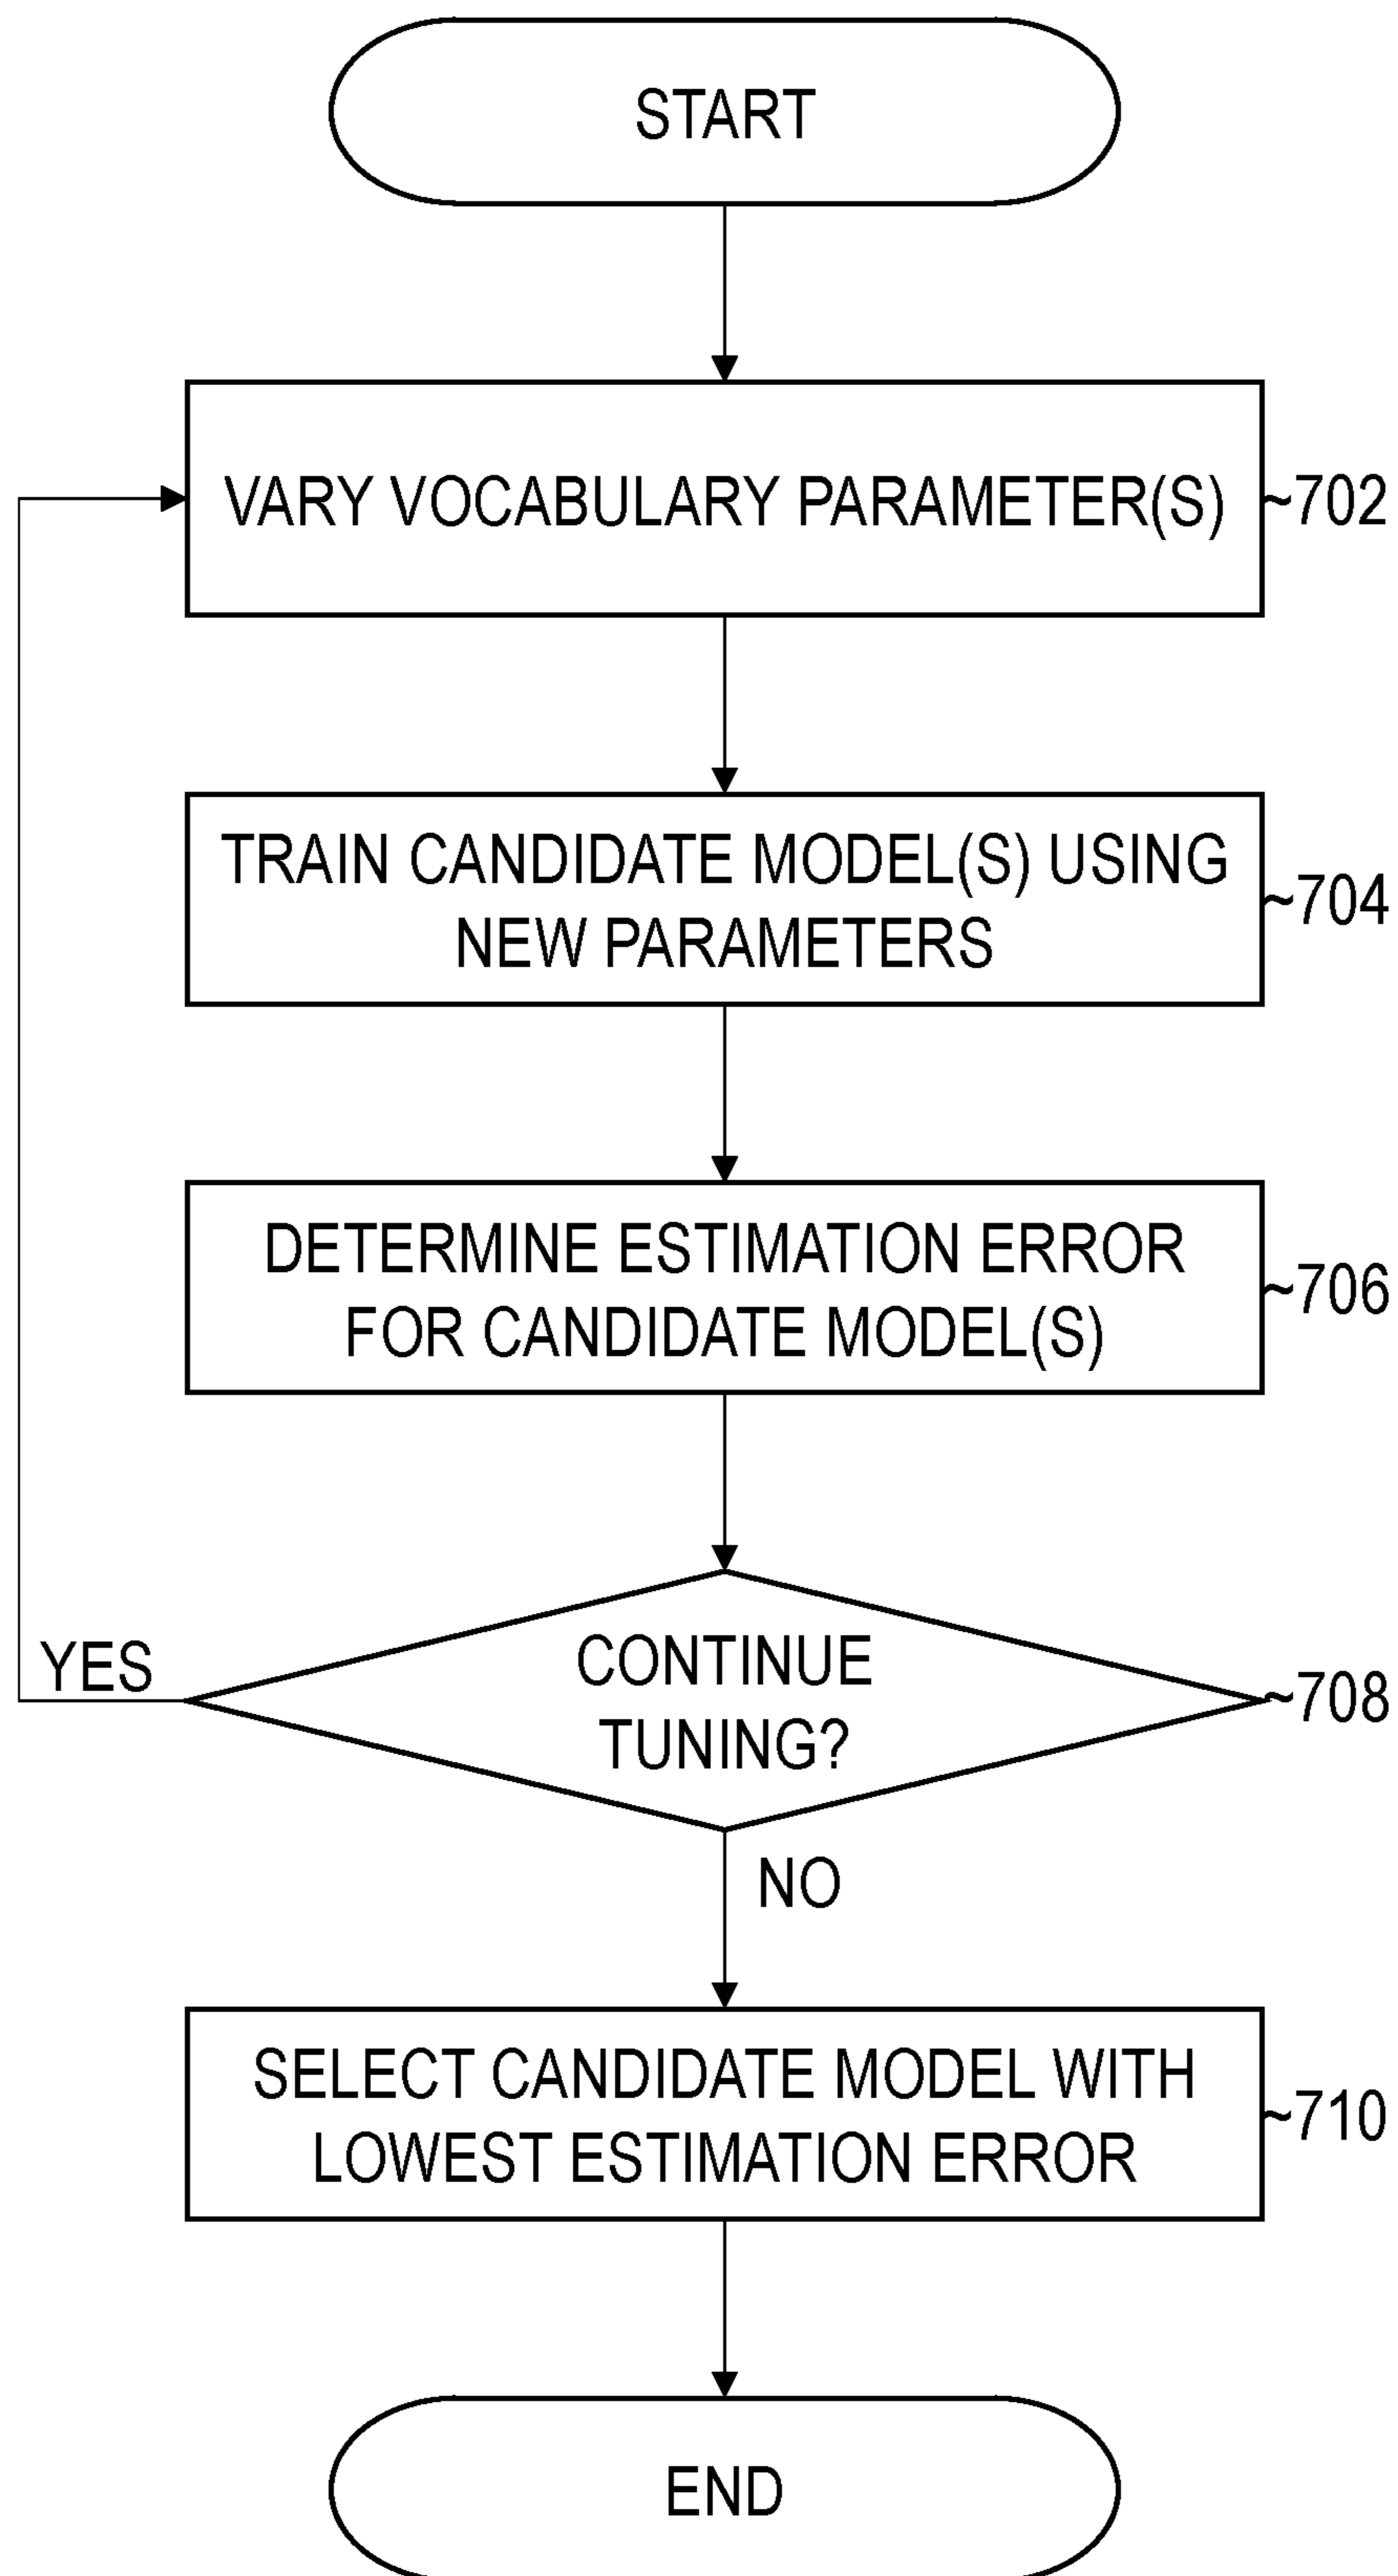 START
VARY VOCABULARY PARAMETER(S)
~702
TRAIN CANDIDATE MODEL(S) USING
NEW PARAMETERS
~704
DETERMINE ESTIMATION ERROR
FOR CANDIDATE MODEL(S)
~706
CONTINUE
TUNING?
~708
YES
NO
SELECT CANDIDATE MODEL WITH
LOWEST ESTIMATION ERROR
~710
END